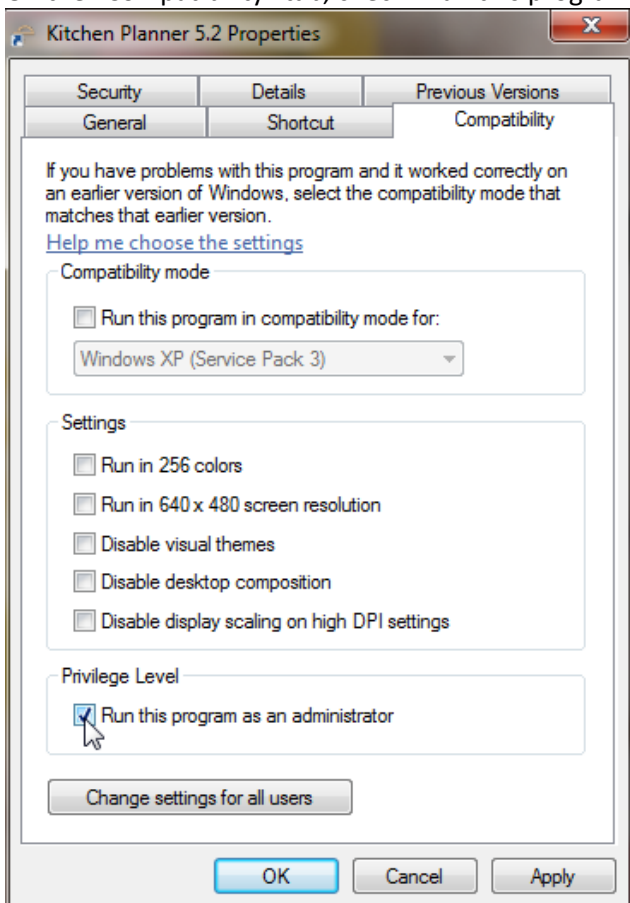 Kitchen Planner 5.2 Properties
Security Details Previous Versions
General Shortcut Compatibility
If you have problems with this program and it worked correctly on
an earlier version of Windows, select the compatibility mode that
matches that earlier version.
Help me choose the settings
Compatibility mode
Run this program in compatibility mode for:
Windows XP (Service Pack 3)
Settings
Run in 256 colors
Run in 640 x 480 screen resolution
Disable visual themes
Disable desktop composition
Disable display scaling on high DPI settings
Privilege Level
Run this program as an administrator
Change settings for all users
OK Cancel Apply